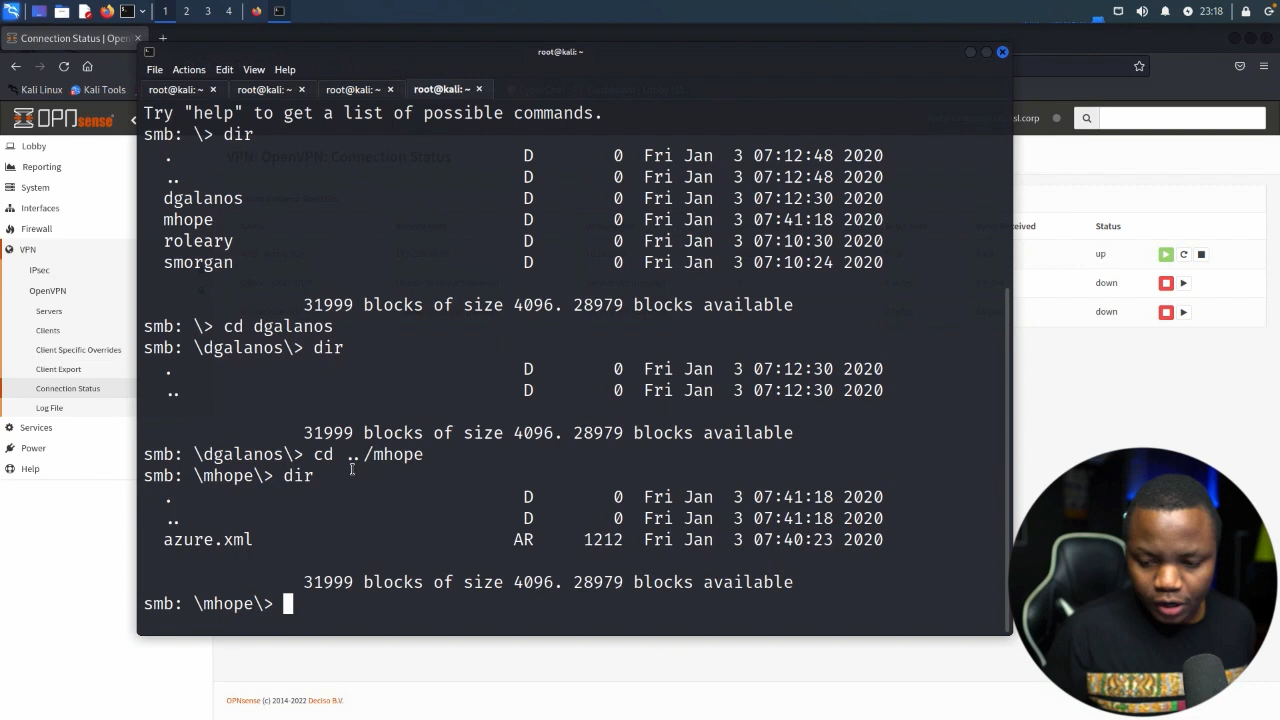 1 2 3 4 23:18
Connection Status | Open
root@kali: ~
File Actions Edit View Help
root@kali: ~ root@kali: ~ root@kali: ~ root@kali: ~
Kali Linux Kali Tools
OPNsense
Lobby
Reporting
System
Interfaces
Firewall
VPN
IPsec
OpenVPN
Servers
Clients
Client Specific Overrides
Client Export
Connection Status
Log File
Services
Power
Help
VPN: OpenVPN: Connection Status
Status
up
down
down
Try "help" to get a list of possible commands.
smb: \> dir
. D 0 Fri Jan 3 07:12:48 2020
.. D 0 Fri Jan 3 07:12:48 2020
dgalanos D 0 Fri Jan 3 07:12:30 2020
mhope D 0 Fri Jan 3 07:41:18 2020
roleary D 0 Fri Jan 3 07:10:30 2020
smorgan D 0 Fri Jan 3 07:10:24 2020
31999 blocks of size 4096. 28979 blocks available
smb: \> cd dgalanos
smb: \dgalanos\> dir
. D 0 Fri Jan 3 07:12:30 2020
.. D 0 Fri Jan 3 07:12:30 2020
31999 blocks of size 4096. 28979 blocks available
smb: \dgalanos\> cd ../mhope
smb: \mhope\> dir
. D 0 Fri Jan 3 07:41:18 2020
.. D 0 Fri Jan 3 07:41:18 2020
azure.xml AR 1212 Fri Jan 3 07:40:23 2020
31999 blocks of size 4096. 28979 blocks available
smb: \mhope\>
OPNsense (c) 2014-2022 Deciso B.V.